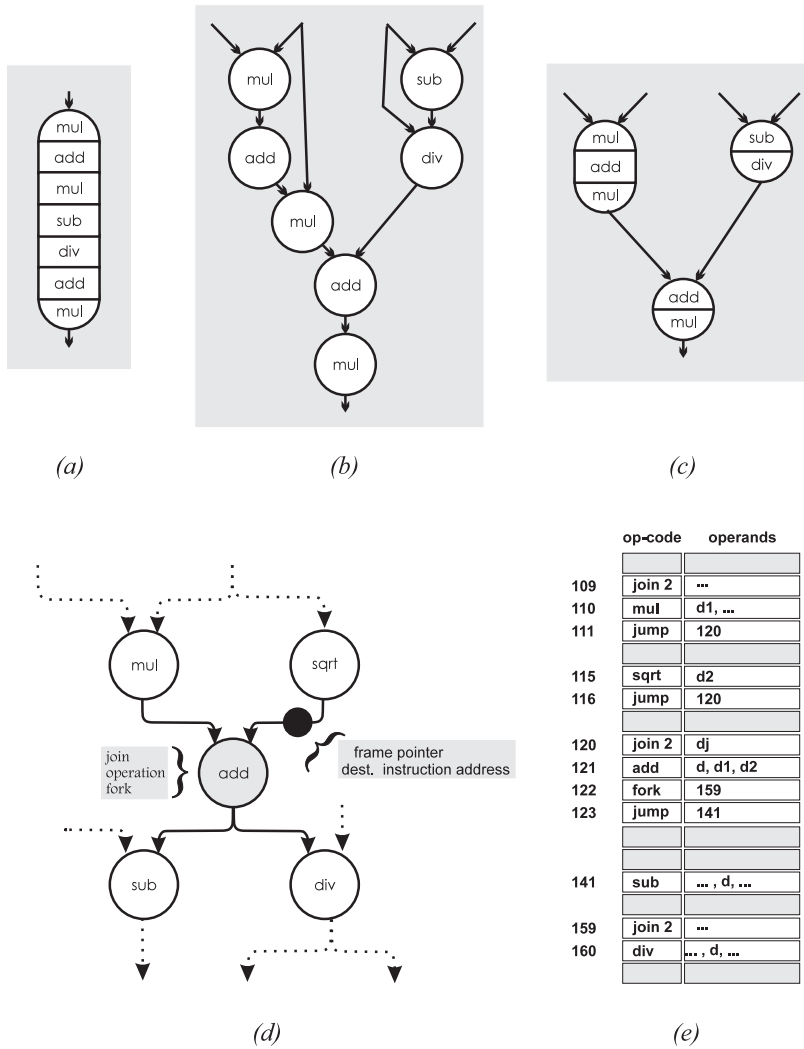 mul
add
mul
sub
div
add
mul
(a)
mul
sub
add
div
mul
add
mul
(b)
mul
add
mul
sub
div
add
mul
(c)
mul
sqrt
join
operation
fork
add
frame pointer
dest. instruction address
sub
div
(d)
op-code operands
109 join 2 ...
110 mul d1, ...
111 jump 120
115 sqrt d2
116 jump 120
120 join 2 dj
121 add d, d1, d2
122 fork 159
123 jump 141
141 sub ... , d, ...
159 join 2 ...
160 div ... , d, ...
(e)